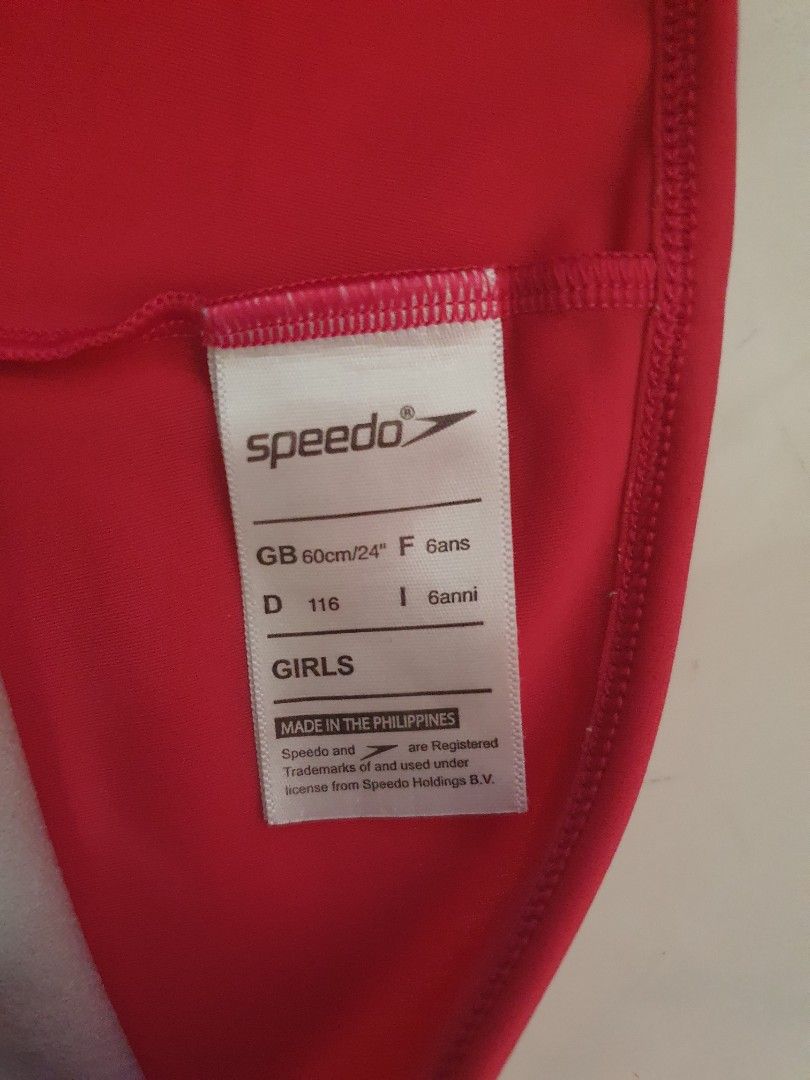 speedo®
GB 60cm/24" F 6ans
D 116 I 6anni
GIRLS
MADE IN THE PHILIPPINES
Speedo and are Registered
Trademarks of and used under
license from Speedo Holdings B.V.